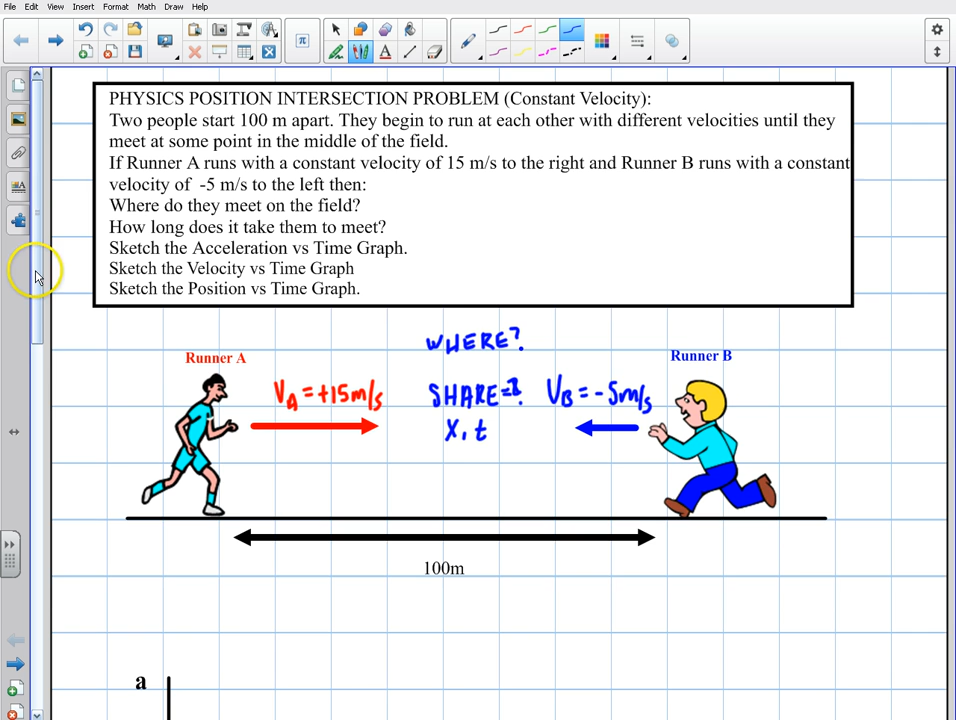 File Edit View Insert Format Math Draw Help
π
A
A
PHYSICS POSITION INTERSECTION PROBLEM (Constant Velocity):
Two people start 100 m apart. They begin to run at each other with different velocities until they
meet at some point in the middle of the field.
If Runner A runs with a constant velocity of 15 m/s to the right and Runner B runs with a constant
velocity of -5 m/s to the left then:
Where do they meet on the field?
How long does it take them to meet?
Sketch the Acceleration vs Time Graph.
Sketch the Velocity vs Time Graph
Sketch the Position vs Time Graph.
WHERE?
Runner A
Runner B
VA = +15m/s
SHARE=?
VB = -5m/s
X, t
100m
a